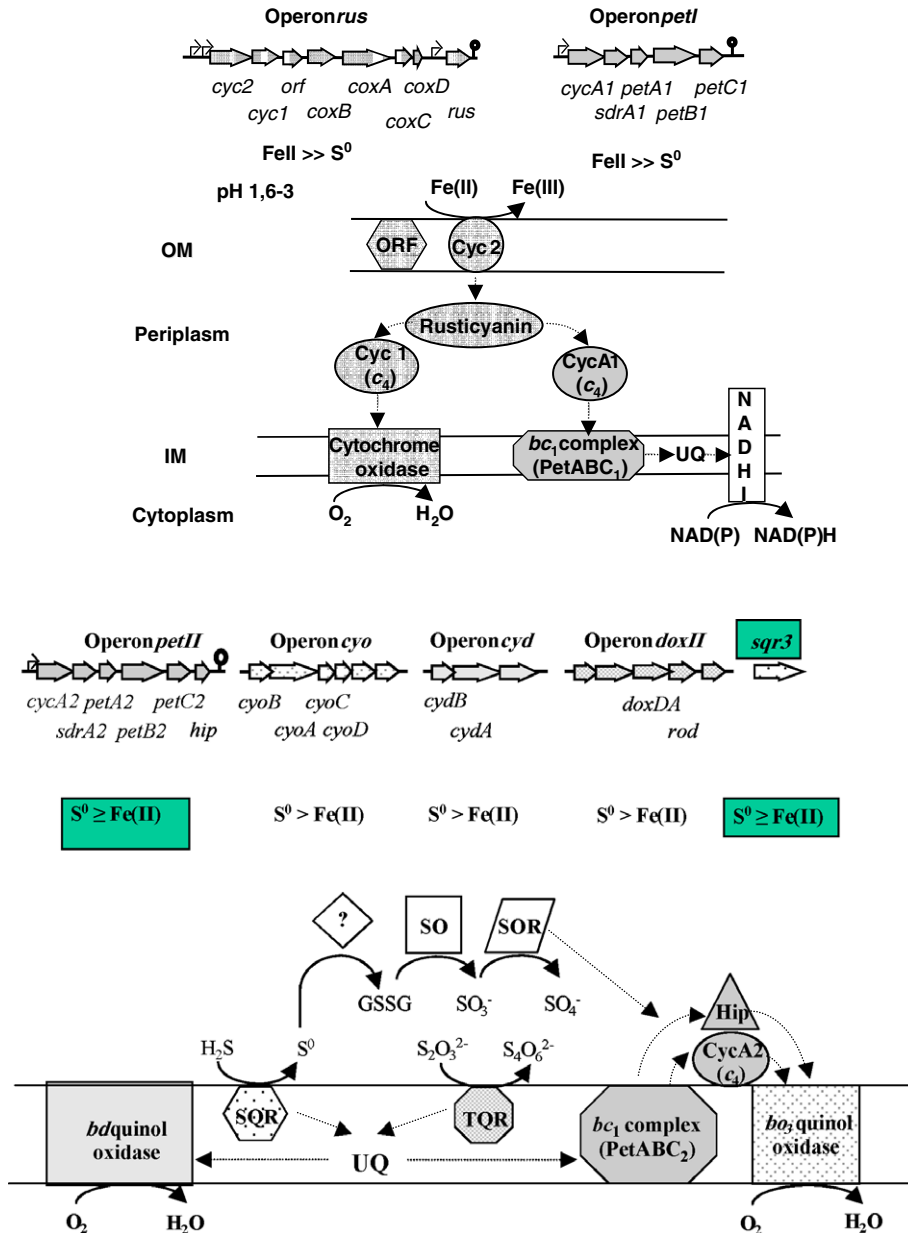 Operon rus Operon petI
cyc2 orf coxA coxD cycA1 petA1 petC1
cyc1 coxB coxC rus sdrA1 petB1
FeII >> S⁰ FeII >> S⁰
pH 1,6-3
Fe(II) Fe(III)
OM ORF Cyc 2
Periplasm Rusticyanin
Cyc 1 CycA1
(c₄) (c₄)
N
A
D
H
I
IM Cytochrome bc₁ complex UQ
oxidase (PetABC₁)
Cytoplasm O₂ H₂O
NAD(P) NAD(P)H
Operon petII Operon cyo Operon cyd Operon doxII sqr3
cycA2 petA2 petC2 cyoB cyoC cydB doxDA
sdrA2 petB2 hip cyoA cyoD cydA rod
S⁰ ≥ Fe(II) S⁰ > Fe(II) S⁰ > Fe(II) S⁰ > Fe(II) S⁰ ≥ Fe(II)
? SO SOR
GSSG SO₃⁻ SO₄⁻
Hip
H₂S S⁰ S₂O₃²⁻ S₄O₆²⁻ CycA2
(c₄)
SQR TQR
bd quinol bc₁ complex bo₃ quinol
oxidase UQ (PetABC₂) oxidase
O₂ H₂O O₂ H₂O